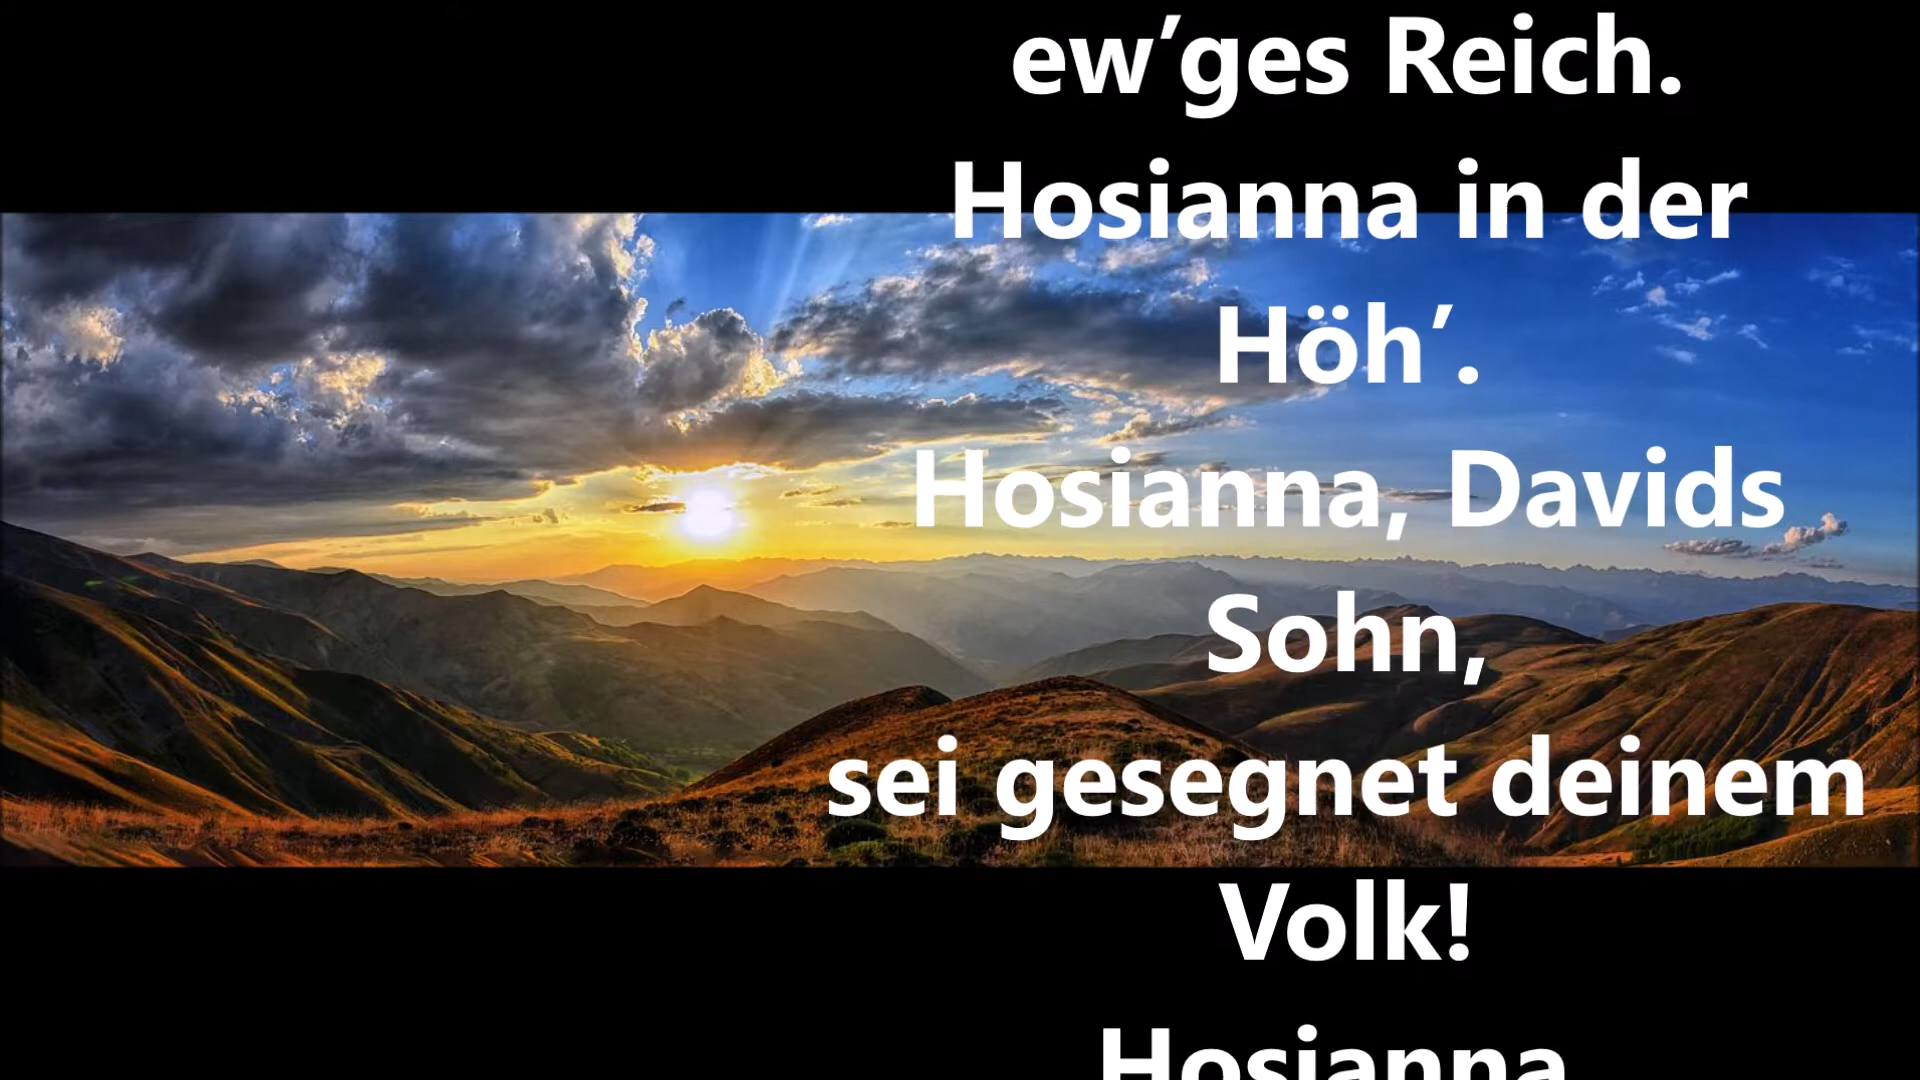 ew’ges Reich.
Hosianna in der
Höh’.
Hosianna, Davids
Sohn,
sei gesegnet deinem
Volk!
Hosianna